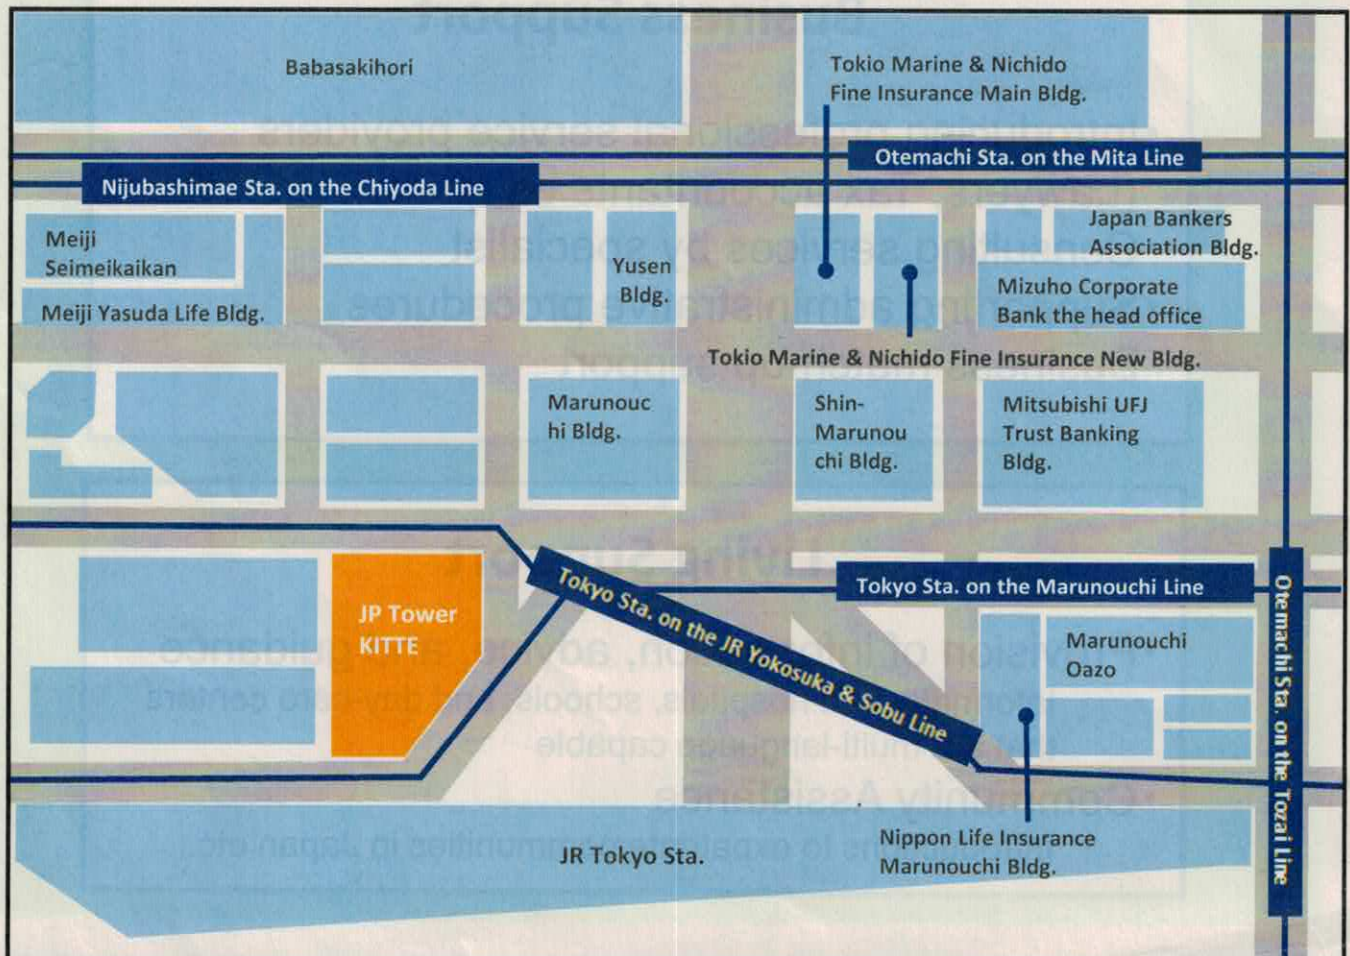 Business Support
Babasakihori
Tokio Marine & Nichido
Fine Insurance Main Bldg.
Otemachi Sta. on the Mita Line
Nijubashimae Sta. on the Chiyoda Line
Meiji
Seimeikaikan
Meiji Yasuda Life Bldg.
Yusen
Bldg.
Japan Bankers
Association Bldg.
Mizuho Corporate
Bank the head office
Tokio Marine & Nichido Fine Insurance New Bldg.
Marunouc
hi Bldg.
Shin-
Marunou
chi Bldg.
Mitsubishi UFJ
Trust Banking
Bldg.
Living Support
JP Tower
KITTE
Tokyo Sta. on the JR Yokosuka & Sobu Line
Tokyo Sta. on the Marunouchi Line
Otemachi Sta. on the Tozai Line
Marunouchi
Oazo
Nippon Life Insurance
Marunouchi Bldg.
JR Tokyo Sta.